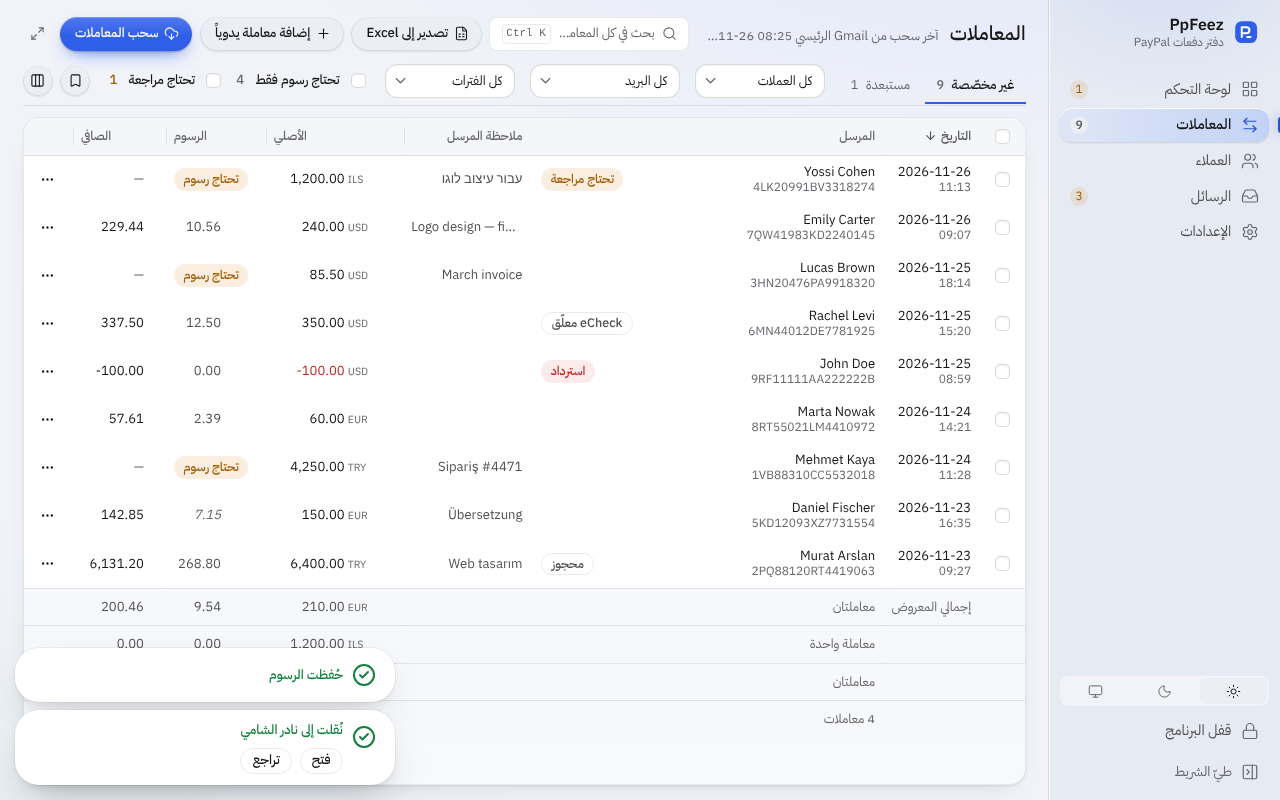 PpFeez
دفتر دفعات PayPal
لوحة التحكم 1
المعاملات 9
العملاء
الرسائل 3
الإعدادات
قفل البرنامج
طيّ الشريط
المعاملات
آخر سحب من Gmail الرئيسي 08:25 26-11...
بحث في كل المعام... Ctrl K
تصدير إلى Excel
إضافة معاملة يدوياً
سحب المعاملات
غير مخصّصة 9
مستبعدة 1
كل العملات
كل البريد
كل الفترات
تحتاج رسوم فقط 4
تحتاج مراجعة 1
التاريخ المرسل ملاحظة المرسل الأصلي الرسوم الصافي
2026-11-26 Yossi Cohen تحتاج مراجعة עבור עיצוב לוגו 1,200.00 ILS تحتاج رسوم —
11:13 4LK20991BV3318274
2026-11-26 Emily Carter Logo design — fi... 240.00 USD 10.56 229.44
09:07 7QW41983KD2240145
2026-11-25 Lucas Brown March invoice 85.50 USD تحتاج رسوم —
18:14 3HN20476PA9918320
2026-11-25 Rachel Levi eCheck معلّق 350.00 USD 12.50 337.50
15:20 6MN44012DE7781925
2026-11-25 John Doe استرداد -100.00 USD 0.00 -100.00
08:59 9RF11111AA222222B
2026-11-24 Marta Nowak 60.00 EUR 2.39 57.61
14:21 8RT55021LM4410972
2026-11-24 Mehmet Kaya Sipariş #4471 4,250.00 TRY تحتاج رسوم —
11:28 1VB88310CC5532018
2026-11-23 Daniel Fischer Übersetzung 150.00 EUR 7.15 142.85
16:35 5KD12093XZ7731554
2026-11-23 Murat Arslan محجوز Web tasarım 6,400.00 TRY 268.80 6,131.20
09:27 2PQ88120RT4419063
إجمالي المعروض معاملتان 210.00 EUR 9.54 200.46
معاملة واحدة 1,200.00 ILS 0.00 0.00
معاملتان
4 معاملات
حُفظت الرسوم
نُقلت إلى نادر الشامي
فتح
تراجع